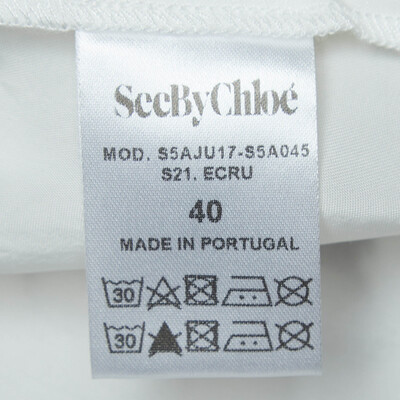 SeeByChloé
MOD. S5AJU17-S5A045
S21. ECRU
40
MADE IN PORTUGAL
30
30